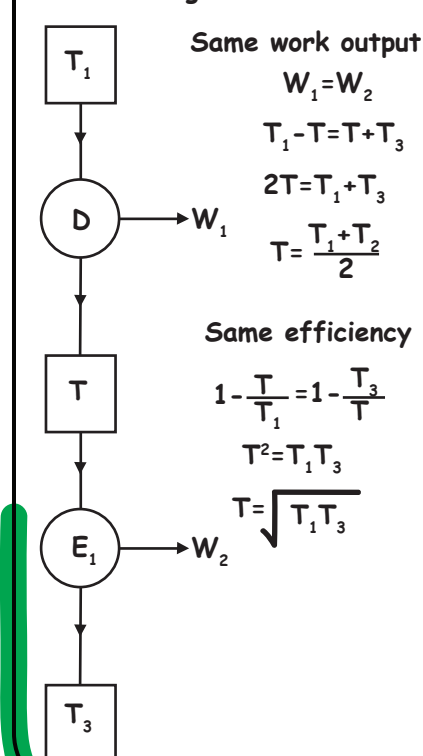 T₁
Same work output
W₁=W₂
T₁-T=T+T₃
2T=T₁+T₃
D
W₁
T= T₁+T₂/2
Same efficiency
T
1-T/T₁=1-T₃/T
T²=T₁T₃
T=√T₁T₃
E₁
W₂
T₃